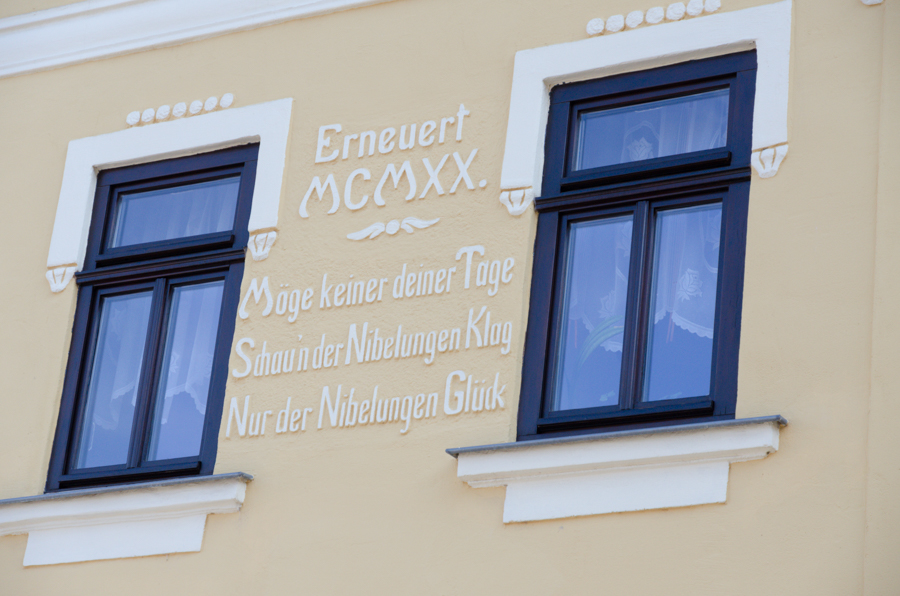 Erneuert
MCMXX.
Möge keiner deiner Tage
Schau'n der Nibelungen Klag
Nur der Nibelungen Glück